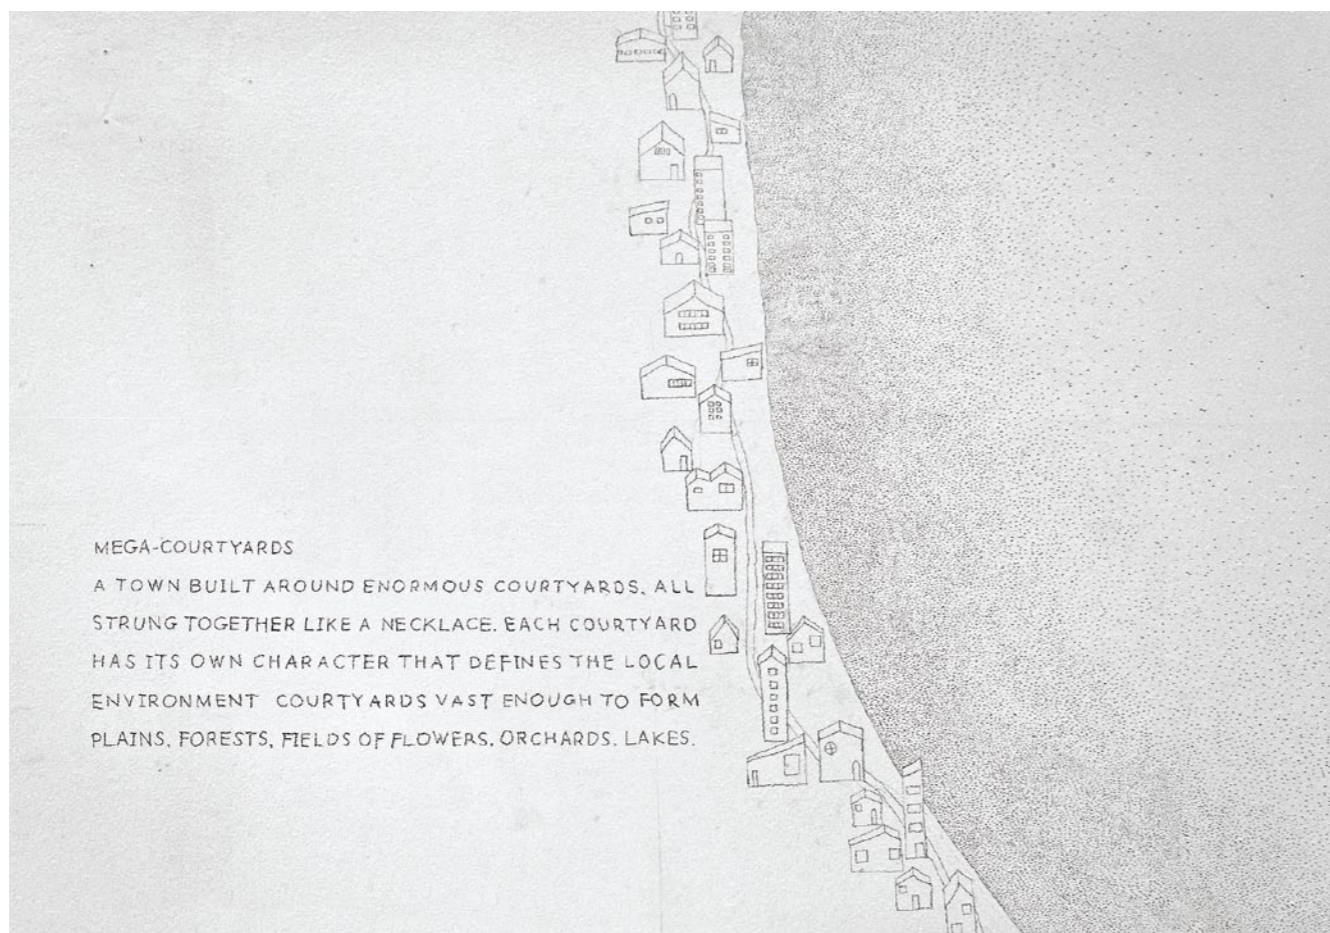 MEGA-COURTYARDS
A TOWN BUILT AROUND ENORMOUS COURTYARDS, ALL
STRUNG TOGETHER LIKE A NECKLACE. EACH COURTYARD
HAS ITS OWN CHARACTER THAT DEFINES THE LOCAL
ENVIRONMENT COURTYARDS VAST ENOUGH TO FORM
PLAINS, FORESTS, FIELDS OF FLOWERS, ORCHARDS, LAKES.